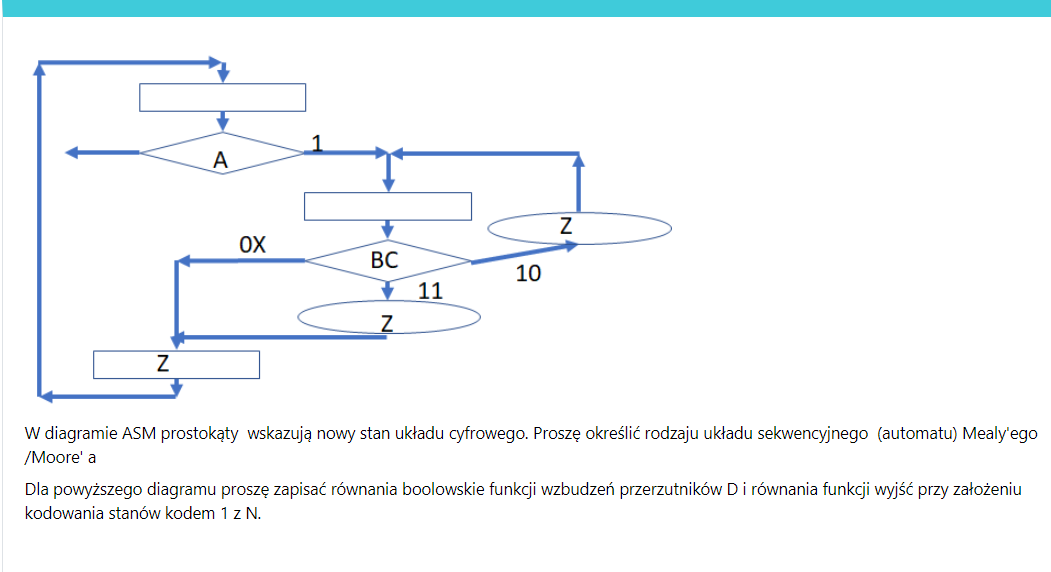 1
A
Z
0X
BC
10
11
Z
Z
W diagramie ASM prostokąty wskazują nowy stan układu cyfrowego. Proszę określić rodzaju układu sekwencyjnego (automatu) Mealy'ego
/Moore' a
Dla powyższego diagramu proszę zapisać równania boolowskie funkcji wzbudzeń przerzutników D i równania funkcji wyjść przy założeniu
kodowania stanów kodem 1 z N.